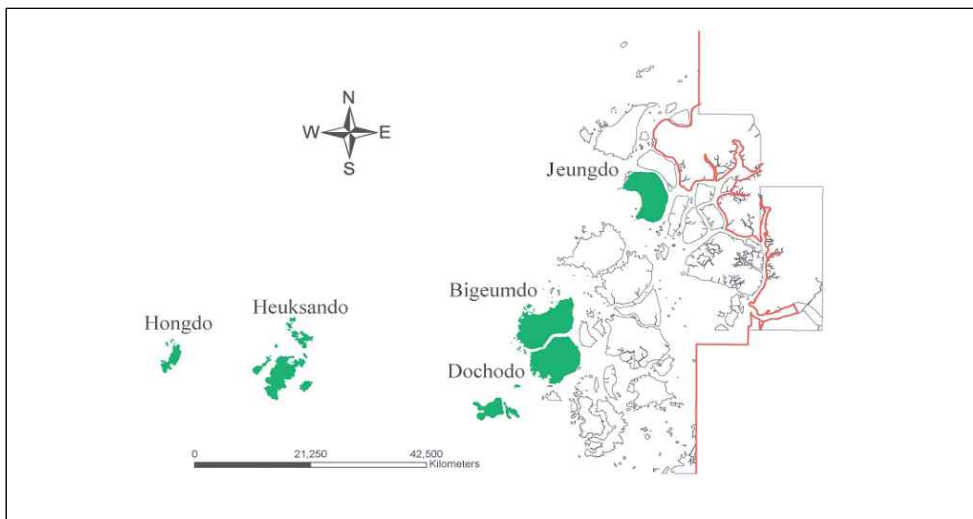 N
W E
S
Jeungdo
Bigeumdo
Heuksando
Hongdo
Dochodo
0 21,250 42,500
Kilometers